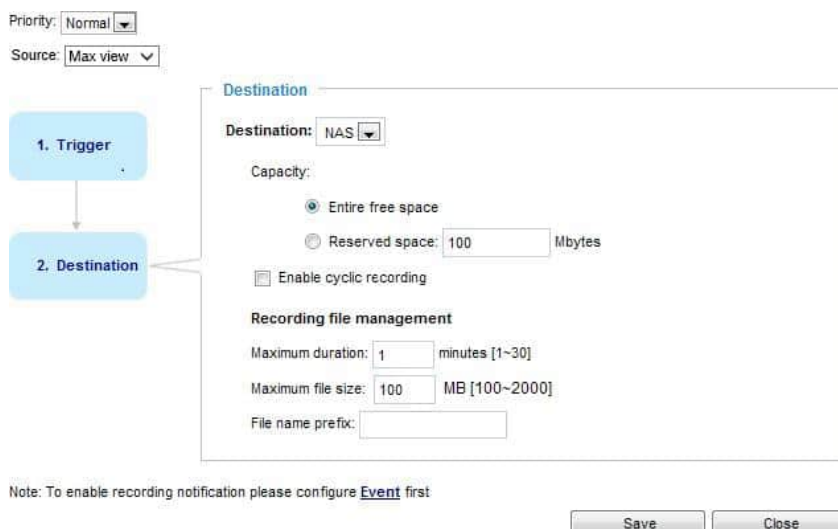 Priority: Normal
Source: Max view
Destination
1. Trigger
Destination: NAS
Capacity:
Entire free space
Reserved space: 100 Mbytes
2. Destination
Enable cyclic recording
Recording file management
Maximum duration: 1 minutes [1~30]
Maximum file size: 100 MB [100~2000]
File name prefix:
Note: To enable recording notification please configure Event first
Save Close